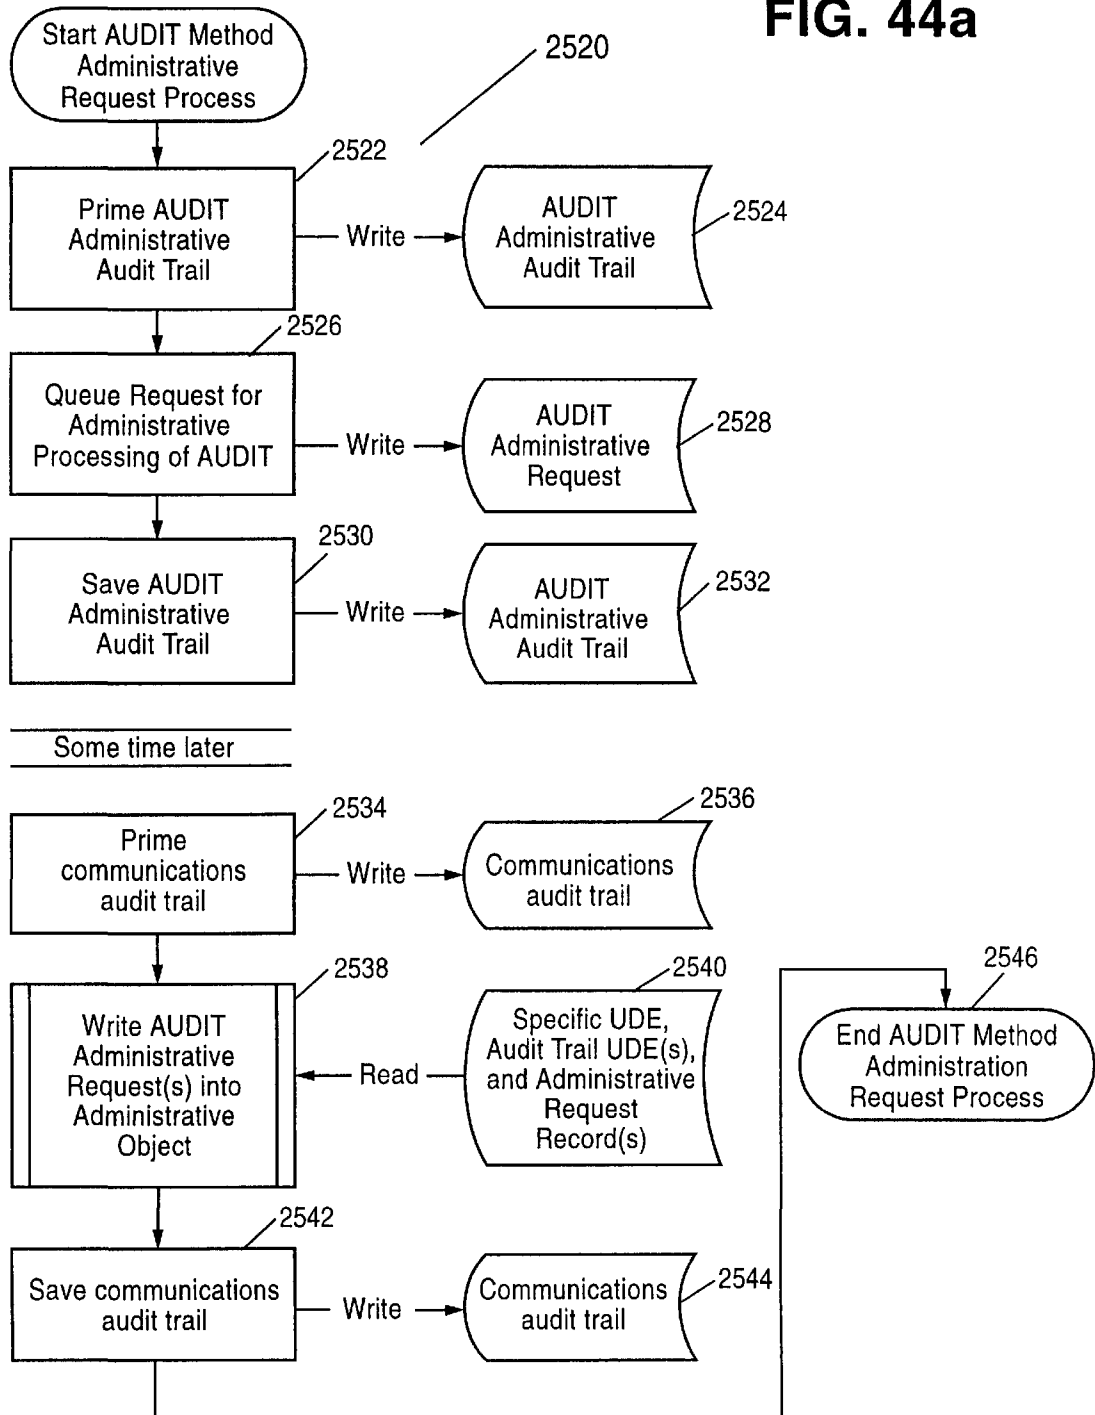 FIG. 44a
Start AUDIT Method
Administrative
Request Process
2520
2522
Prime AUDIT
Administrative
Audit Trail
Write
AUDIT
Administrative
Audit Trail
2524
2526
Queue Request for
Administrative
Processing of AUDIT
Write
AUDIT
Administrative
Request
2528
2530
Save AUDIT
Administrative
Audit Trail
Write
AUDIT
Administrative
Audit Trail
2532
Some time later
2534
Prime
communications
audit trail
Write
2536
Communications
audit trail
2538
Write AUDIT
Administrative
Request(s) into
Administrative
Object
Read
2540
Specific UDE,
Audit Trail UDE(s),
and Administrative
Request
Record(s)
2546
End AUDIT Method
Administration
Request Process
2542
Save communications
audit trail
Write
Communications
audit trail
2544